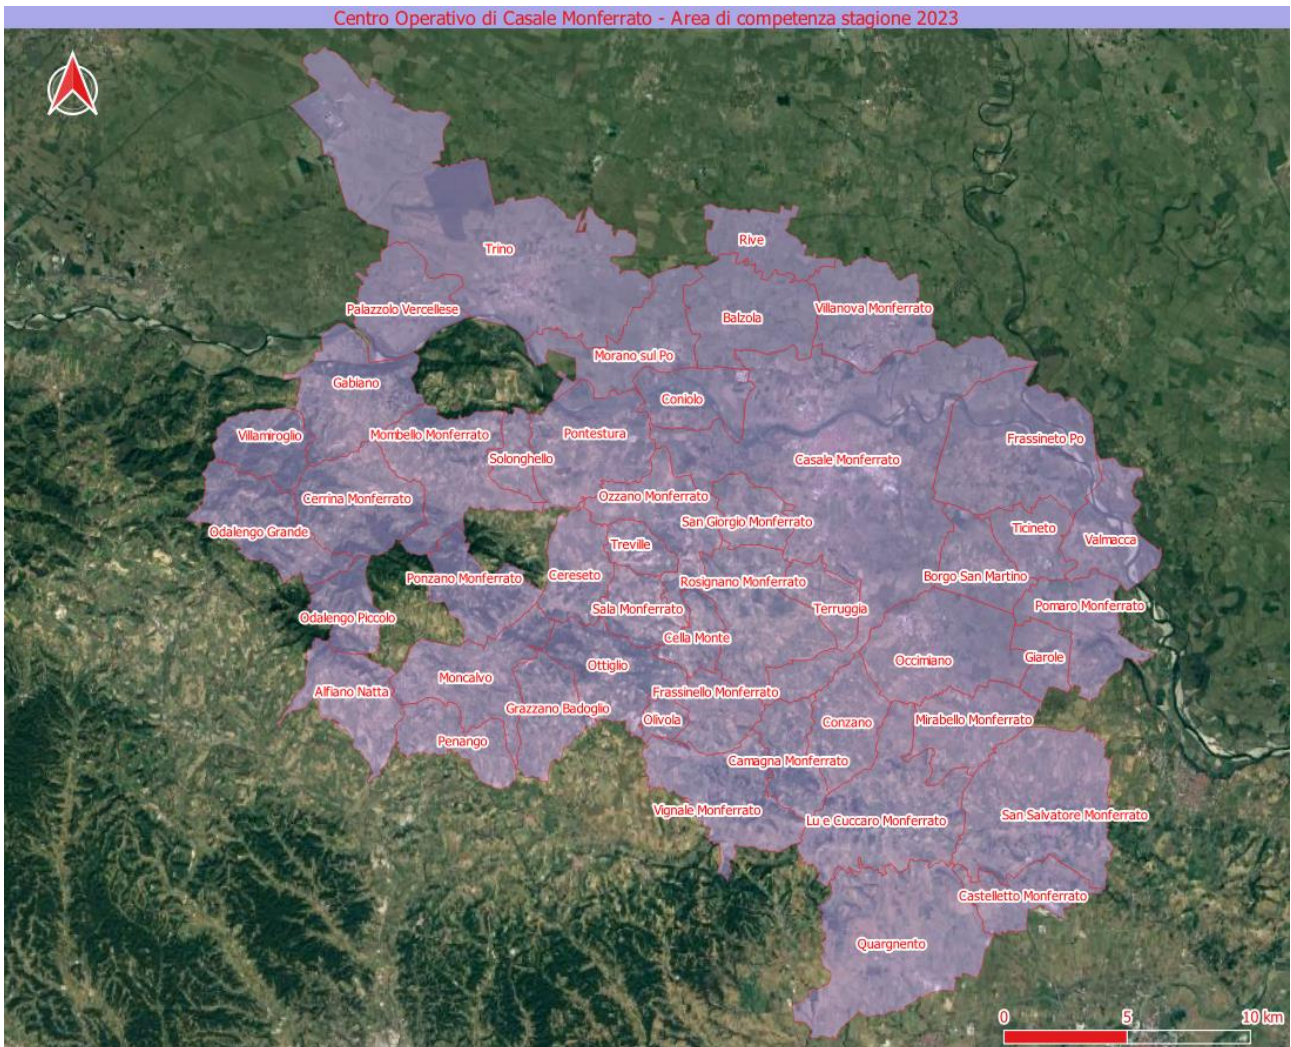 Centro Operativo di Casale Monferrato - Area di competenza stagione 2023
Rive
Trino
Palazzolo Vercellese
Villanova Monferrato
Balzola
Morano sul Po
Gabiano
Coniolo
Villamiroglio
Mombello Monferrato
Pontestura
Frassineto Po
Solonghello
Casale Monferrato
Cerrina Monferrato
Ozzano Monferrato
San Giorgio Monferrato
Ticineto
Odalengo Grande
Treville
Valmacca
Ponzano Monferrato
Cereseto
Rosignano Monferrato
Borgo San Martino
Sala Monferrato
Terruggia
Pomaro Monferrato
Odalengo Piccolo
Cella Monte
Ottiglio
Occimiano
Giarole
Moncalvo
Alfiano Natta
Frassinello Monferrato
Grazzano Badoglio
Olivola
Conzano
Mirabello Monferrato
Penango
Camagna Monferrato
Vignale Monferrato
Lu e Cuccaro Monferrato
San Salvatore Monferrato
Castelletto Monferrato
Quargnento
0 5 10 km